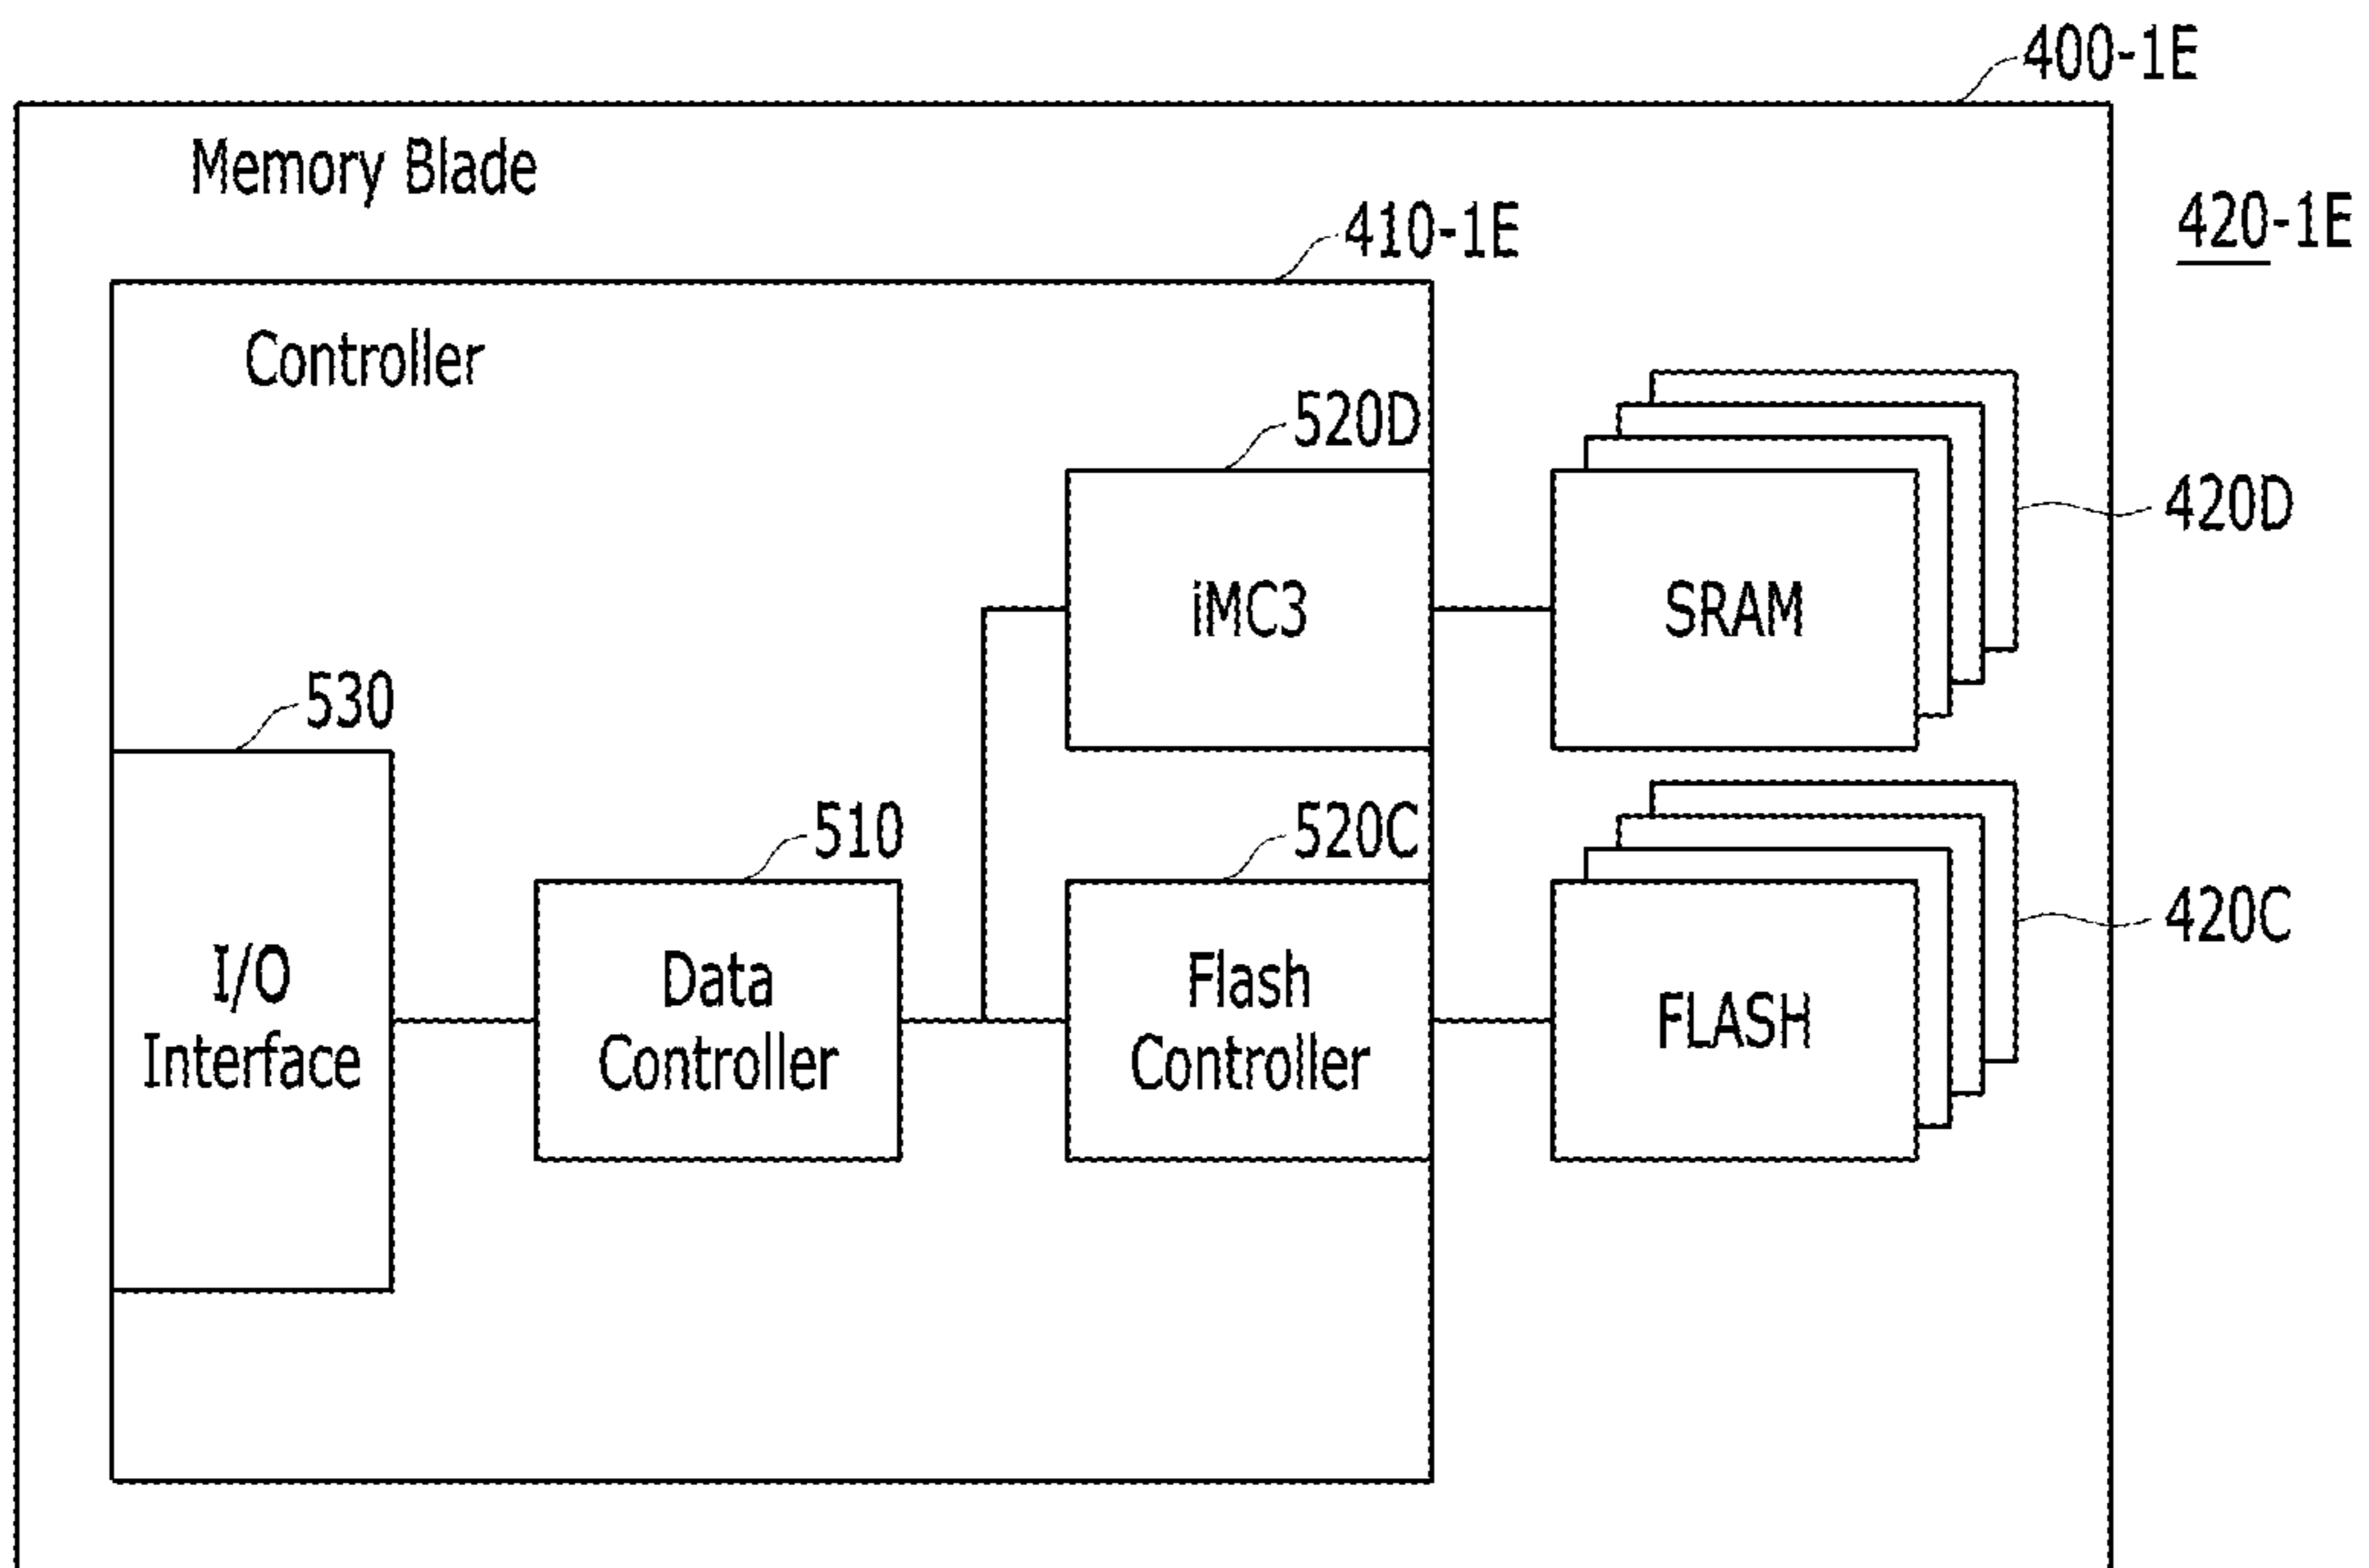 400-1E
Memory Blade
420-1E
410-1E
Controller
520D
420D
iMC3
SRAM
530
510
520C
420C
I/O
Interface
Data
Controller
Flash
Controller
FLASH